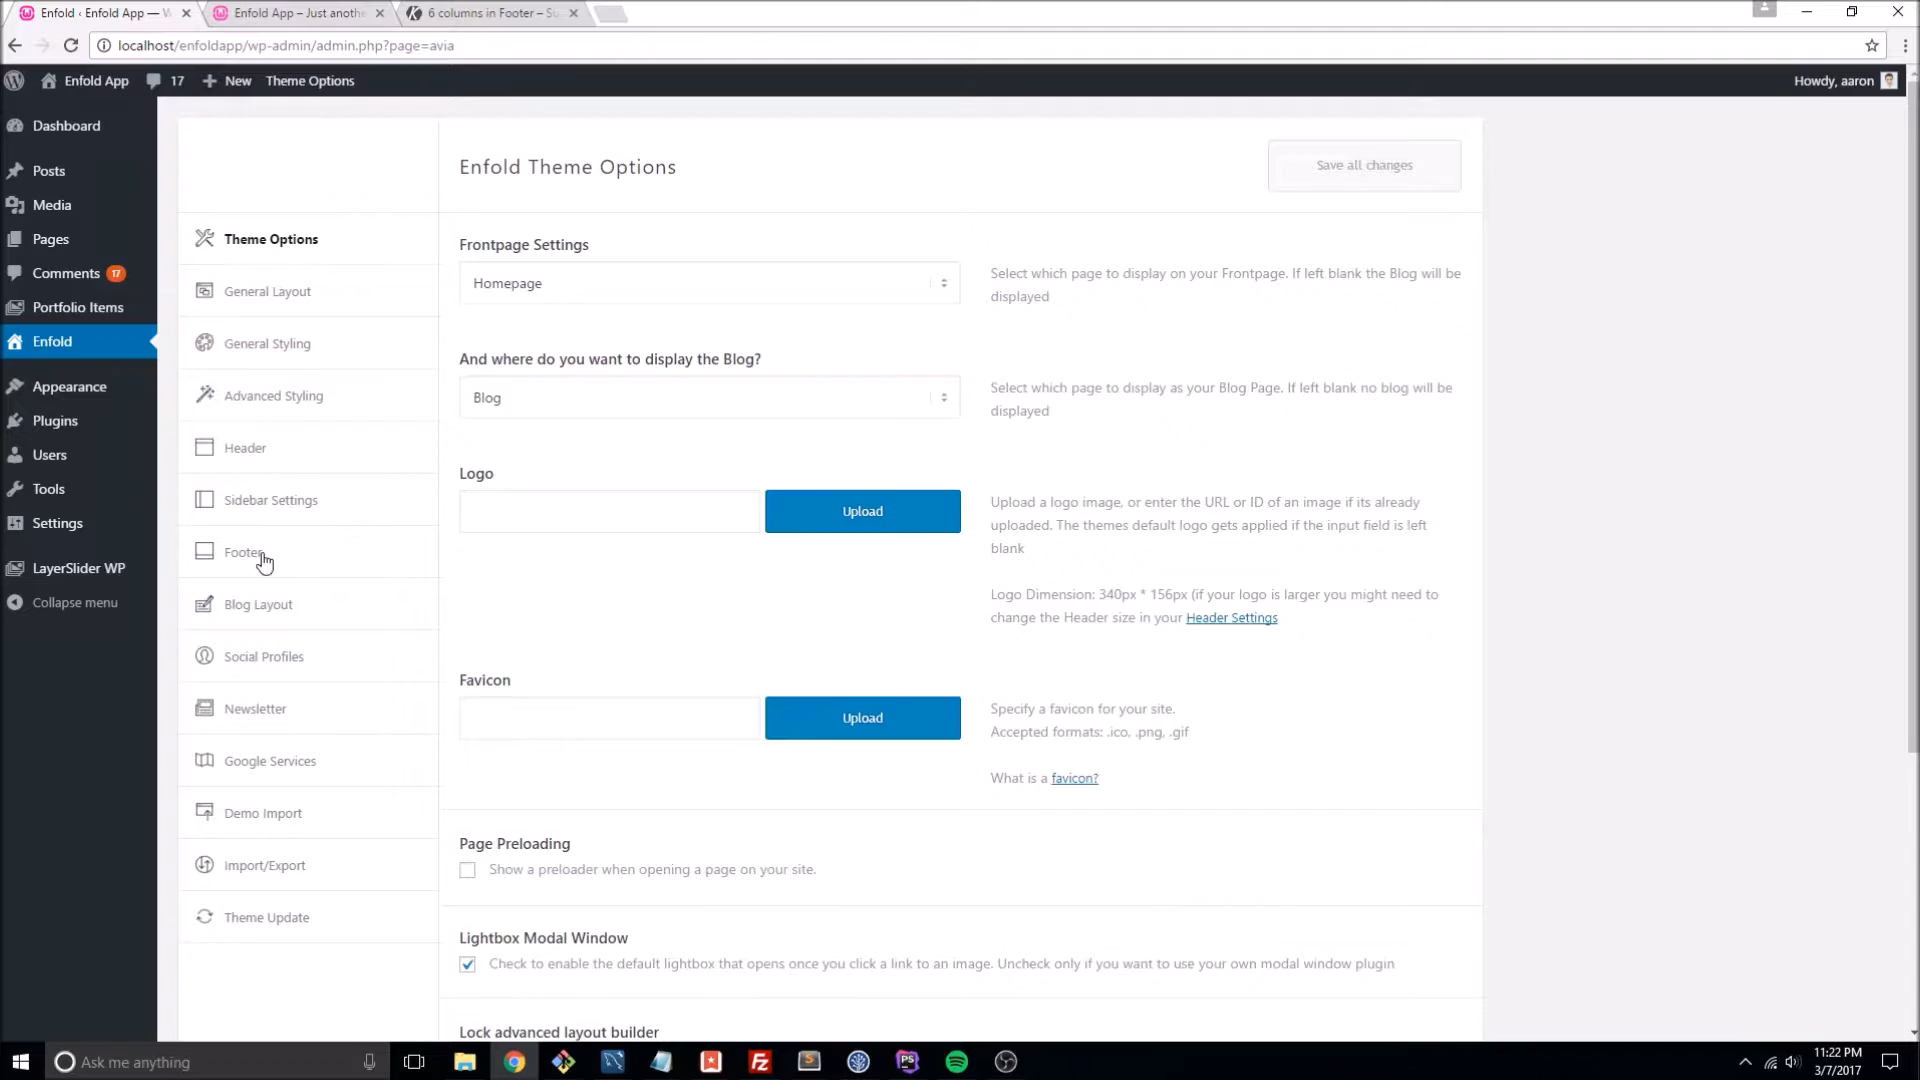 Enfold ‹ Enfold App — W
Enfold App – Just anothe
6 columns in Footer – Su
localhost/enfoldapp/wp-admin/admin.php?page=avia
Enfold App
17
New
Theme Options
Howdy, aaron
Dashboard
Posts
Media
Pages
Comments 17
Portfolio Items
Enfold
Appearance
Plugins
Users
Tools
Settings
LayerSlider WP
Collapse menu
Theme Options
General Layout
General Styling
Advanced Styling
Header
Sidebar Settings
Footer
Blog Layout
Social Profiles
Newsletter
Google Services
Demo Import
Import/Export
Theme Update
Enfold Theme Options
Save all changes
Frontpage Settings
Homepage
Select which page to display on your Frontpage. If left blank the Blog will be
displayed
And where do you want to display the Blog?
Blog
Select which page to display as your Blog Page. If left blank no blog will be
displayed
Logo
Upload
Upload a logo image, or enter the URL or ID of an image if its already
uploaded. The themes default logo gets applied if the input field is left
blank
Logo Dimension: 340px * 156px (if your logo is larger you might need to
change the Header size in your Header Settings
Favicon
Upload
Specify a favicon for your site.
Accepted formats: .ico, .png, .gif
What is a favicon?
Page Preloading
Show a preloader when opening a page on your site.
Lightbox Modal Window
Check to enable the default lightbox that opens once you click a link to an image. Uncheck only if you want to use your own modal window plugin
Lock advanced layout builder
Ask me anything
11:22 PM
3/7/2017